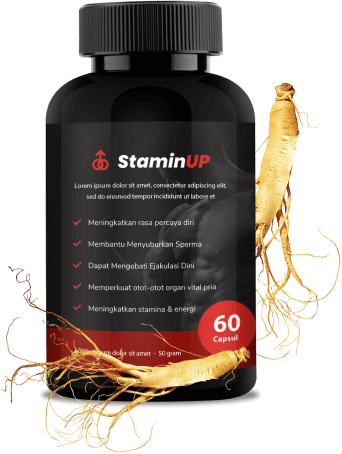 StaminUP
Lorem ipsum dolor sit amet, consectetur adipiscing elit,
sed do eiusmod tempor incididunt ut labore et
Meningkatkan rasa percaya diri
Membantu Menyuburkan Sperma
Dapat Mengobati Ejakulasi Dini
Memperkuat otot-otot organ vital pria
Meningkatkan stamina & energi
60
Capsul
dolor sit amet - 50 gram